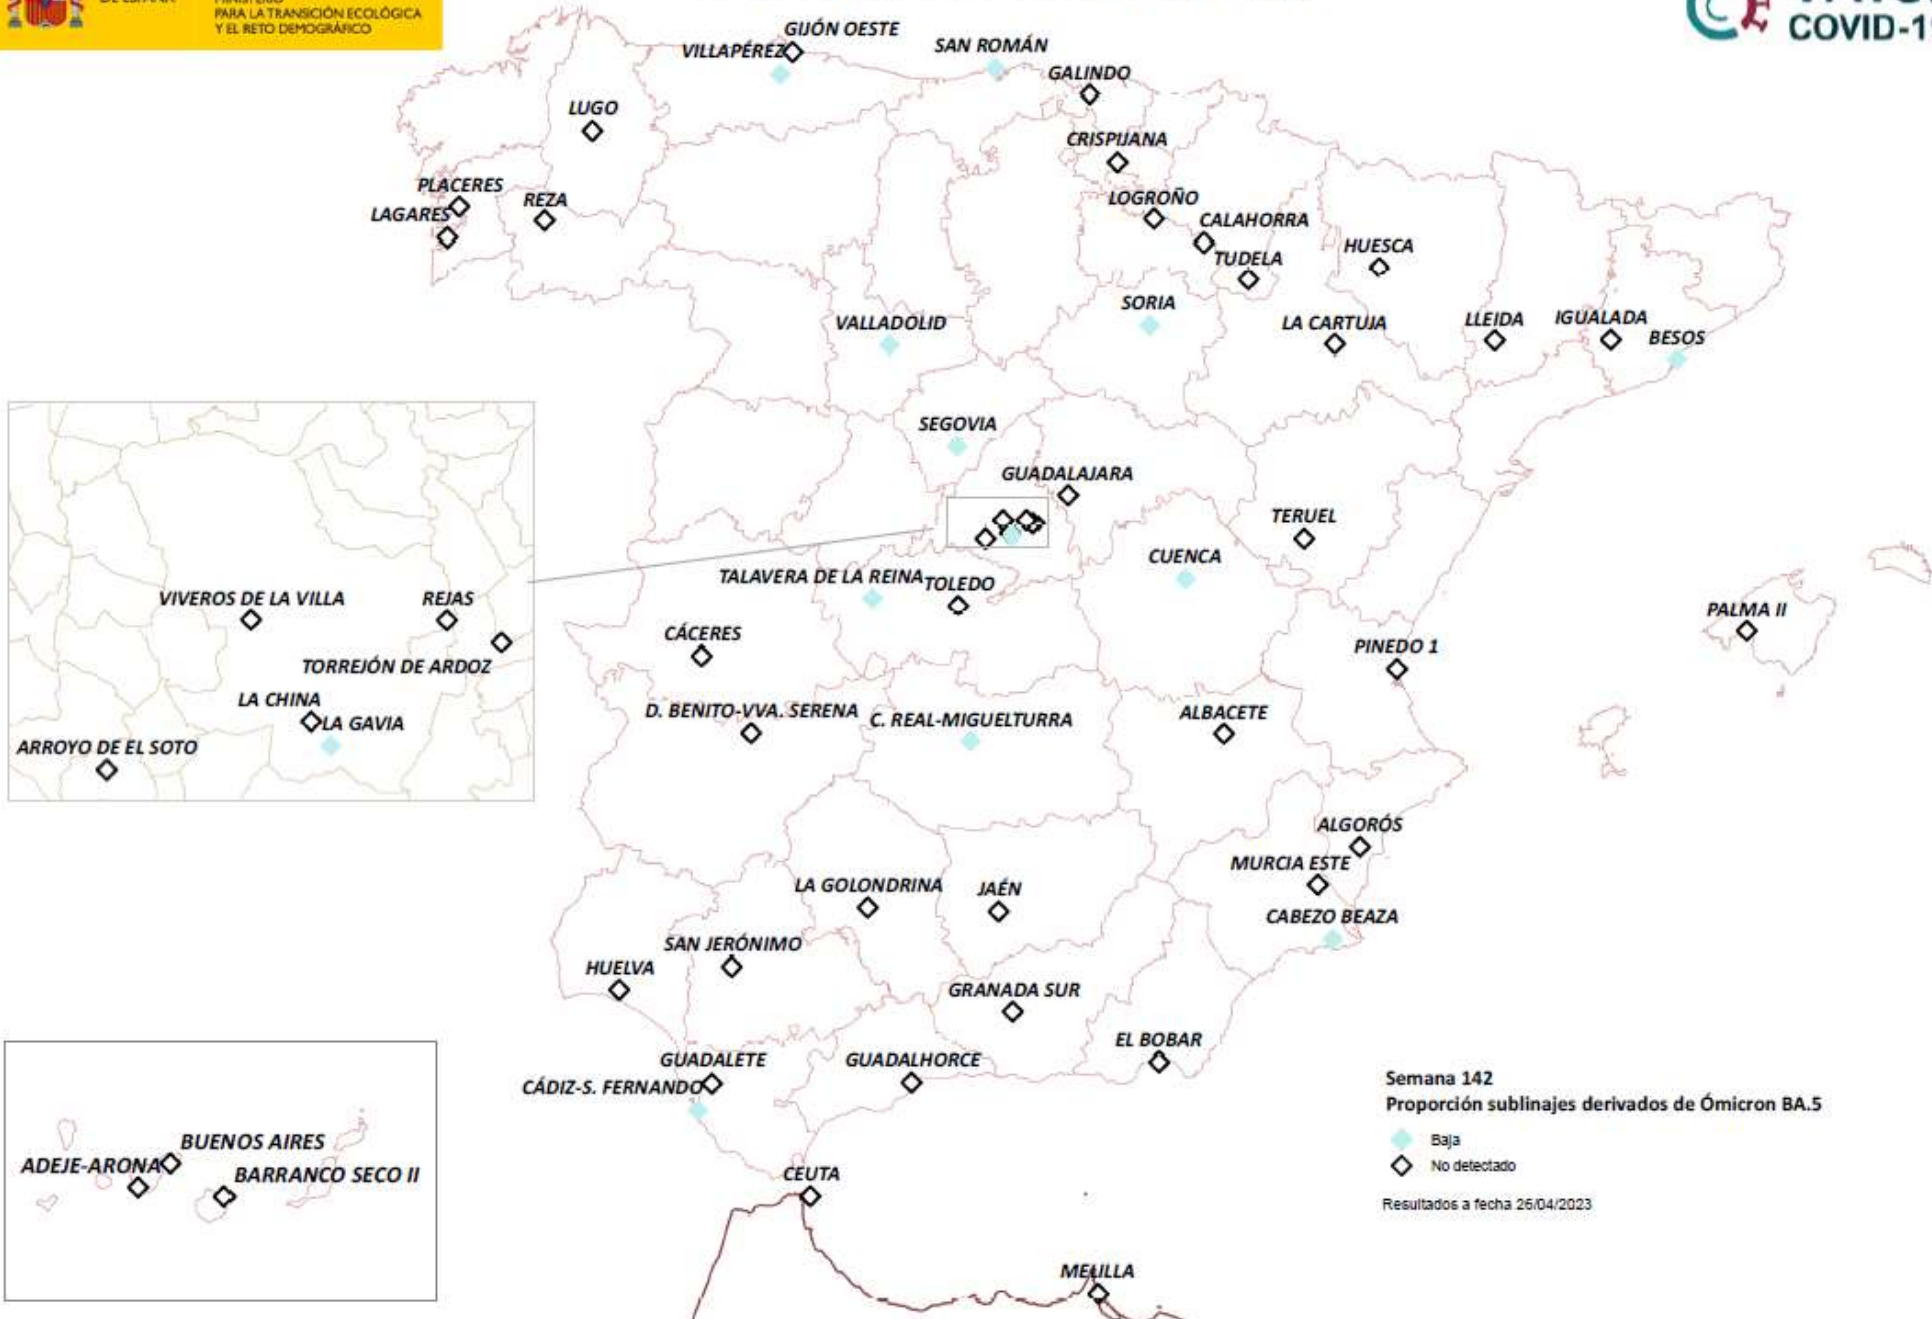 PARA LA TRANSICIÓN ECOLÓGICA
Y EL RETO DEMOGRÁFICO
COVID-1
GIJÓN OESTE
VILLAPÉREZ
SAN ROMÁN
GALINDO
LUGO
CRISPIJANA
PLACERES
REZA
LOGROÑO
LAGARES
CALAHORRA
HUESCA
TUDELA
SORIA
VALLADOLID
LA CARTUJA
LLEIDA
IGUALADA
BESOS
SEGOVIA
GUADALAJARA
TERUEL
CUENCA
TALAVERA DE LA REINA
TOLEDO
VIVEROS DE LA VILLA
REJAS
PALMA II
CÁCERES
PINEDO 1
TORREJÓN DE ARDOZ
LA CHINA
LA GAVIA
D. BENITO-VVA. SERENA
C. REAL-MIGUELTURRA
ALBACETE
ARROYO DE EL SOTO
ALGORÓS
MURCIA ESTE
LA GOLONDRINA
JAÉN
CABEZO BEAZA
SAN JERÓNIMO
HUELVA
GRANADA SUR
EL BOBAR
GUADALETE
GUADALHORCE
CÁDIZ-S. FERNANDO
Semana 142
Proporción sublinajes derivados de Ómicron BA.5
Baja
No detectado
Resultados a fecha 26/04/2023
BUENOS AIRES
ADEJE-ARONA
BARRANCO SECO II
CEUTA
MELILLA